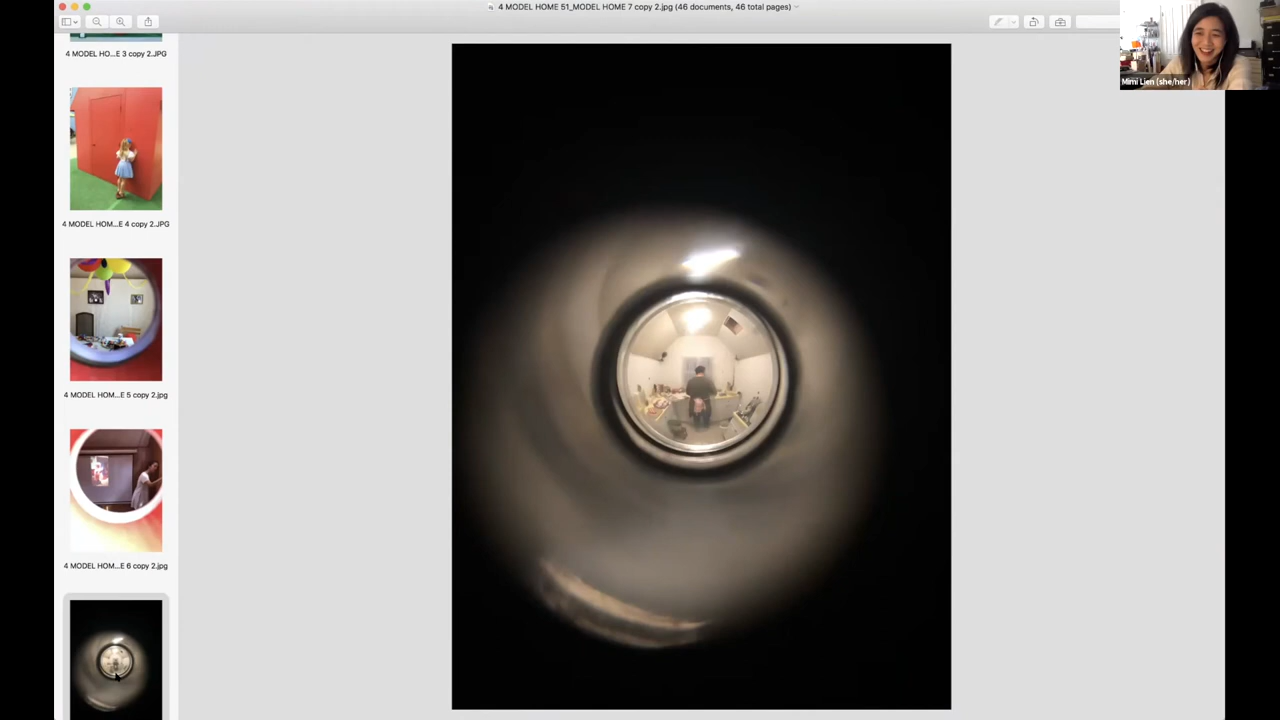 4 MODEL HOME 51_MODEL HOME 7 copy 2.jpg (46 documents, 46 total pages)
Mimi Lien (she/her)
4 MODEL HO...E 3 copy 2.JPG
4 MODEL HOM...E 4 copy 2.JPG
4 MODEL HOM...E 5 copy 2.jpg
4 MODEL HOM...E 6 copy 2.jpg